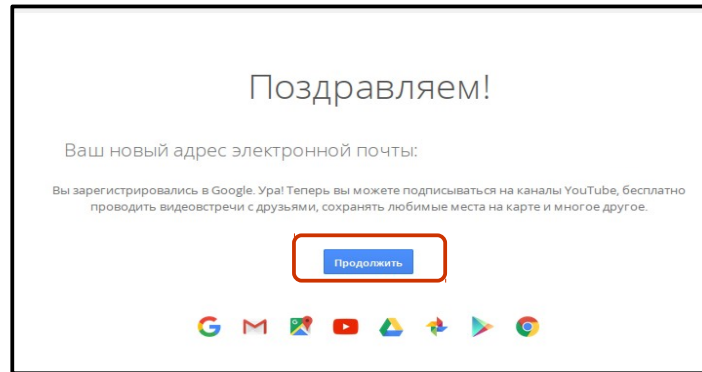 Поздравляем!
Ваш новый адрес электронной почты:
Вы зарегистрировались в Google. Ура! Теперь вы можете подписываться на каналы YouTube, бесплатно
проводить видеовстречи с друзьями, сохранять любимые места на карте и многое другое.
Продолжить